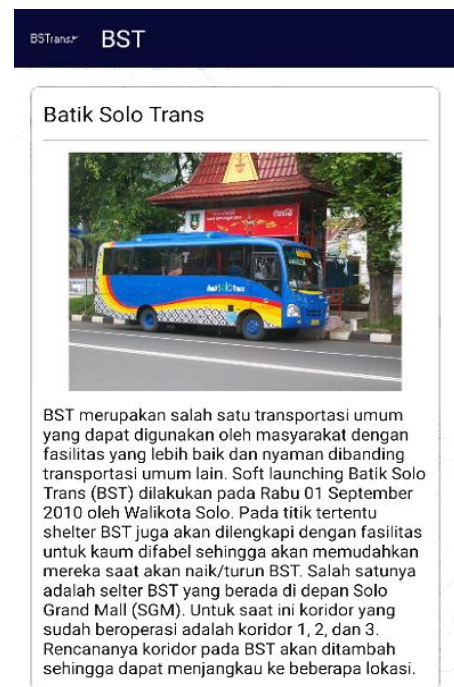 BSTrans
BST
Batik Solo Trans
Coca-Cola
Batik Solo Trans
BST merupakan salah satu transportasi umum
yang dapat digunakan oleh masyarakat dengan
fasilitas yang lebih baik dan nyaman dibanding
transportasi umum lain. Soft launching Batik Solo
Trans (BST) dilakukan pada Rabu 01 September
2010 oleh Walikota Solo. Pada titik tertentu
shelter BST juga akan dilengkapi dengan fasilitas
untuk kaum difabel sehingga akan memudahkan
mereka saat akan naik/turun BST. Salah satunya
adalah selter BST yang berada di depan Solo
Grand Mall (SGM). Untuk saat ini koridor yang
sudah beroperasi adalah koridor 1, 2, dan 3.
Rencananya koridor pada BST akan ditambah
sehingga dapat menjangkau ke beberapa lokasi.